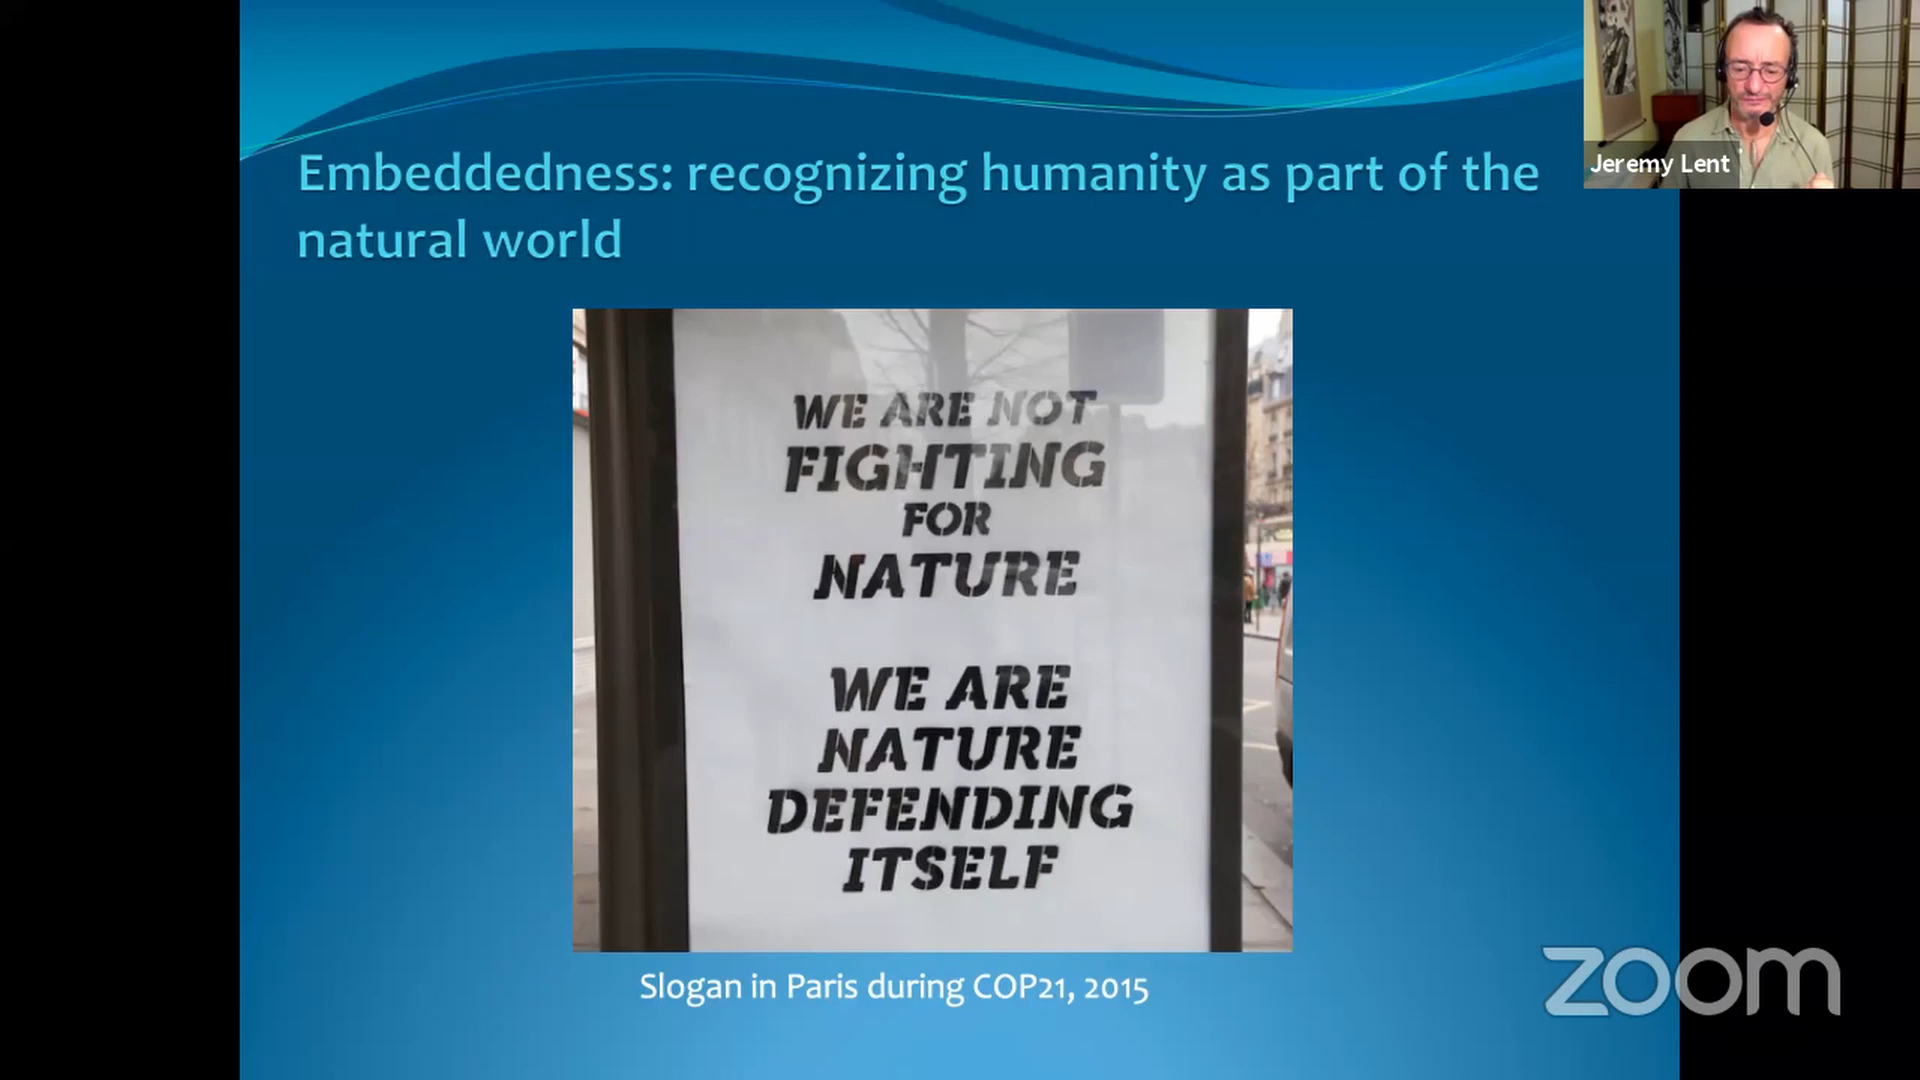 Embeddedness: recognizing humanity as part of the
natural world
Jeremy Lent
WE ARE NOT
FIGHTING
FOR
NATURE
WE ARE
NATURE
DEFENDING
ITSELF
Slogan in Paris during COP21, 2015
zoom